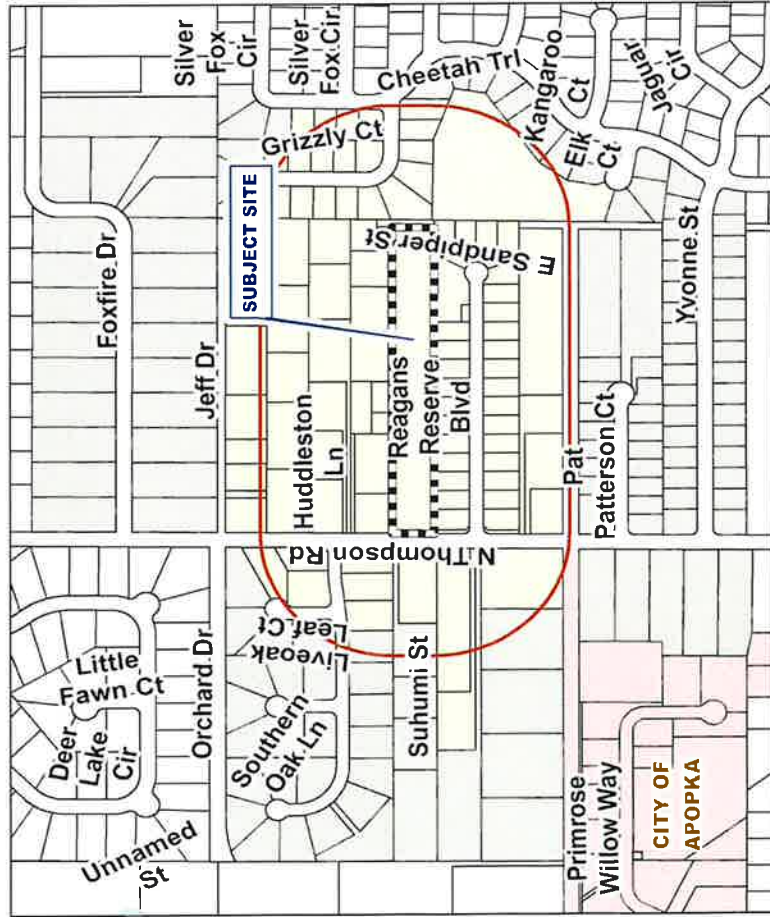 Silver
Fox
Cir
Silver
Fox Cir
Cheetah Trl
Kangaroo
Ct
Jaguar
Cir
Grizzly Ct
Elk
Ct
SUBJECT SITE
Foxfire Dr
Jeff Dr
E
Sandpiper St
Yvonne St
Huddleston
Ln
Reagans
Reserve
Blvd
Pat
Patterson Ct
N Thompson Rd
Little
Fawn Ct
Deer
Lake
Cir
Orchard Dr
Liveoak
Leaf Ct
Southern
Oak Ln
Suhumi St
Unnamed
St
Primrose
Willow Way
CITY OF
APOPKA